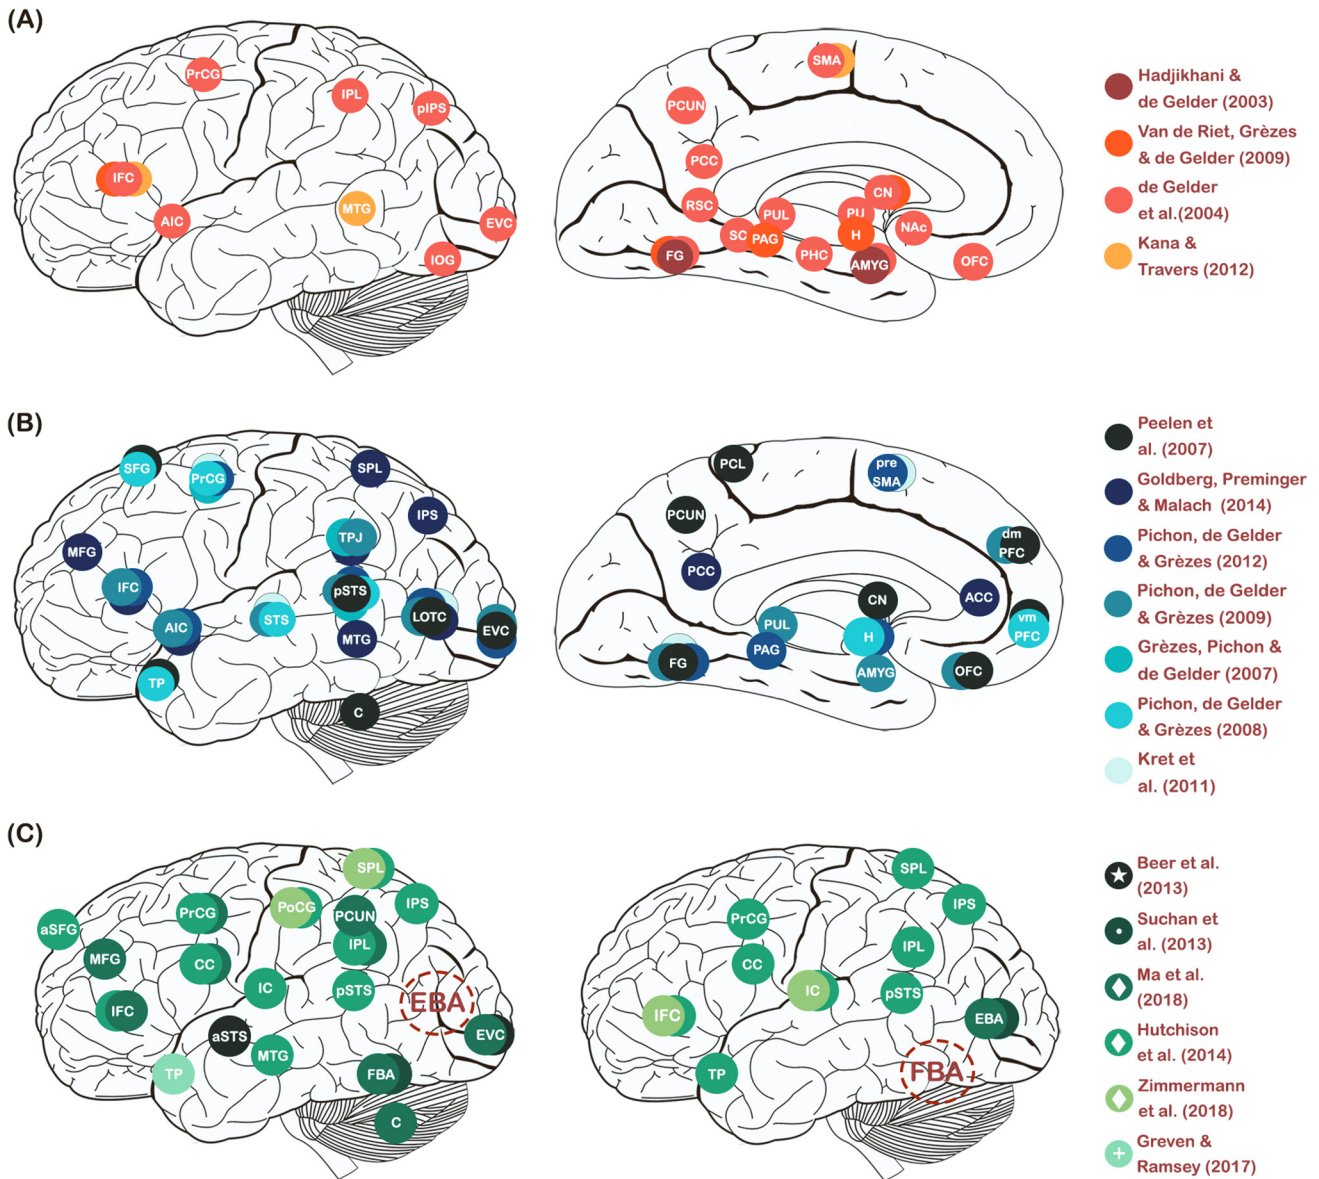 (A)
PrCG
IPL
pIPS
IFC
AIC
MTG
EVC
IOG
SMA
PCUN
PCC
RSC
CN
PUL
PU
NAc
SC
PAG
H
FG
PHC
AMYG
OFC
Hadjikhani &
de Gelder (2003)
Van de Riet, Grèzes
& de Gelder (2009)
de Gelder
et al.(2004)
Kana &
Travers (2012)
(B)
SFG
PrCG
SPL
IPS
MFG
TPJ
IFC
pSTS
AIC
STS
MTG
LOTC
EVC
TP
C
PCL
pre
SMA
PCUN
dm
PFC
PCC
CN
ACC
PUL
PAG
H
vm
PFC
FG
AMYG
OFC
Peelen et
al. (2007)
Goldberg, Preminger
& Malach (2014)
Pichon, de Gelder
& Grèzes (2012)
Pichon, de Gelder
& Grèzes (2009)
Grèzes, Pichon &
de Gelder (2007)
Pichon, de Gelder
& Grèzes (2008)
Kret et
al. (2011)
(C)
SPL
PrCG
PoCG
PCUN
IPS
aSFG
MFG
CC
IPL
IC
pSTS
EBA
IFC
aSTS
MTG
EVC
TP
FBA
C
SPL
PrCG
IPS
CC
IPL
IC
pSTS
IFC
EBA
TP
FBA
Beer et al.
(2013)
Suchan et
al. (2013)
Ma et al.
(2018)
Hutchison
et al. (2014)
Zimmermann
et al. (2018)
Greven &
Ramsey (2017)